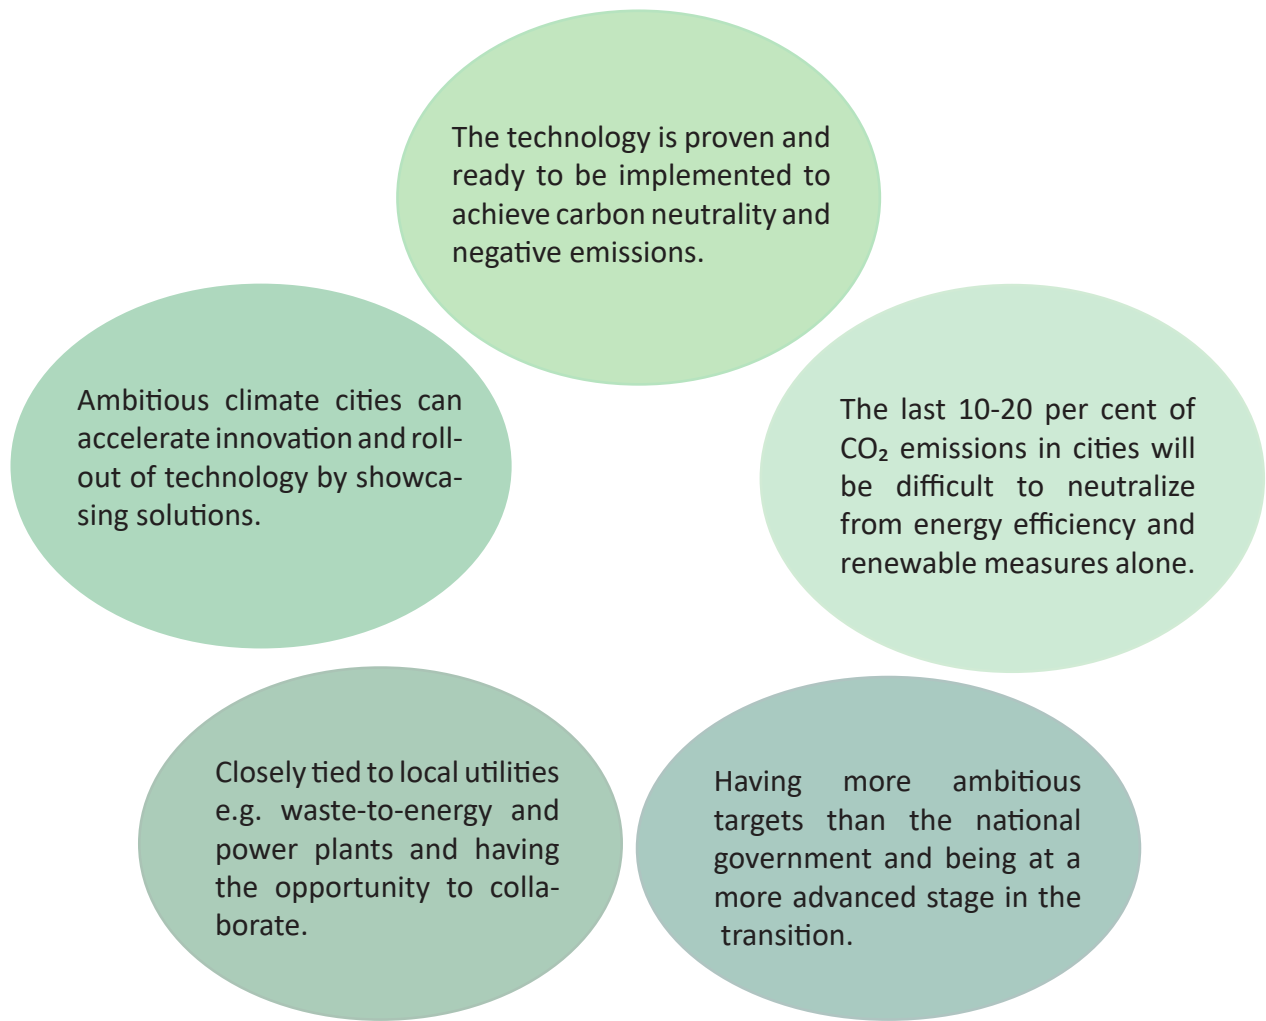 The technology is proven and
ready to be implemented to
achieve carbon neutrality and
negative emissions.
Ambitious climate cities can
accelerate innovation and roll-
out of technology by showca-
sing solutions.
The last 10-20 per cent of
CO₂ emissions in cities will
be difficult to neutralize
from energy efficiency and
renewable measures alone.
Closely tied to local utilities
e.g. waste-to-energy and
power plants and having
the opportunity to colla-
borate.
Having more ambitious
targets than the national
government and being at a
more advanced stage in the
transition.